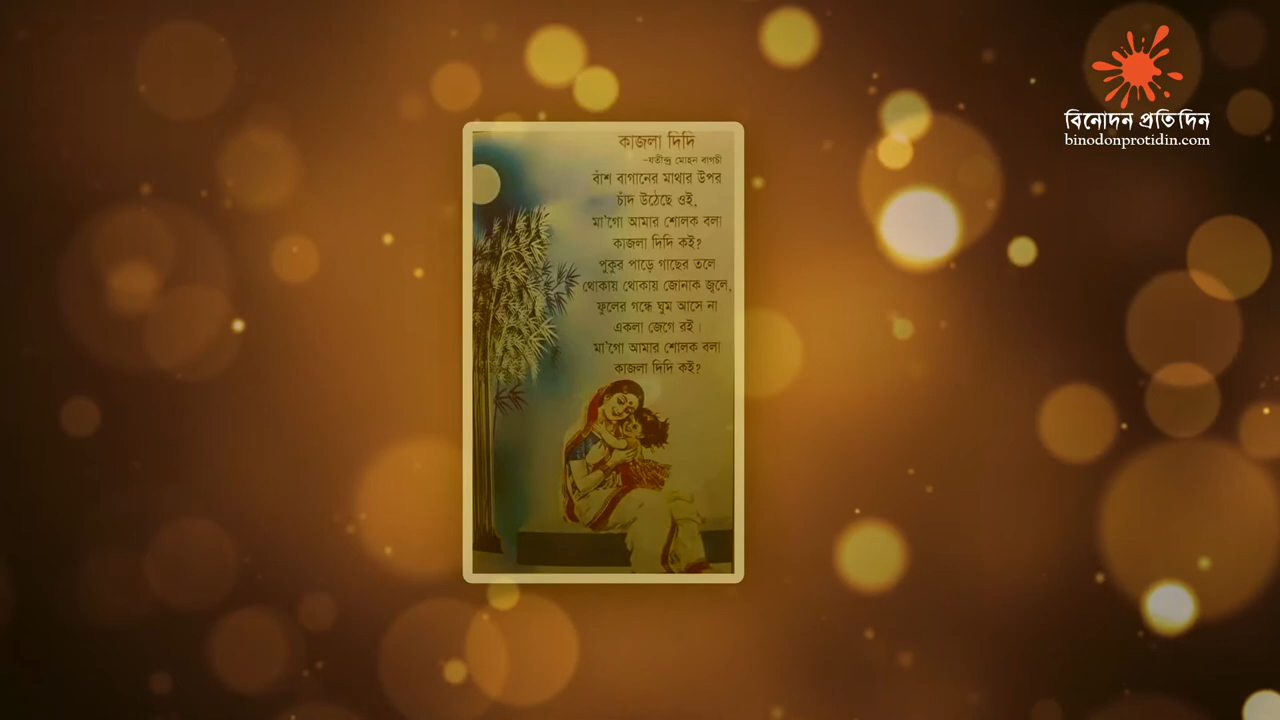 বিনোদন প্রতিদিন
binodonprotidin.com
কাজলা দিদি
-যতীন্দ্র মোহন বাগচী
বাঁশ বাগানের মাথার উপর
চাঁদ উঠেছে ওই,
মা'গো আমার শোলক বলা
কাজলা দিদি কই?
পুকুর পাড়ে গাছের তলে
থোকায় থোকায় জোনাক জ্বলে,
ফুলের গন্ধে ঘুম আসে না
একলা জেগে রই।
মা'গো আমার শোলক বলা
কাজলা দিদি কই?